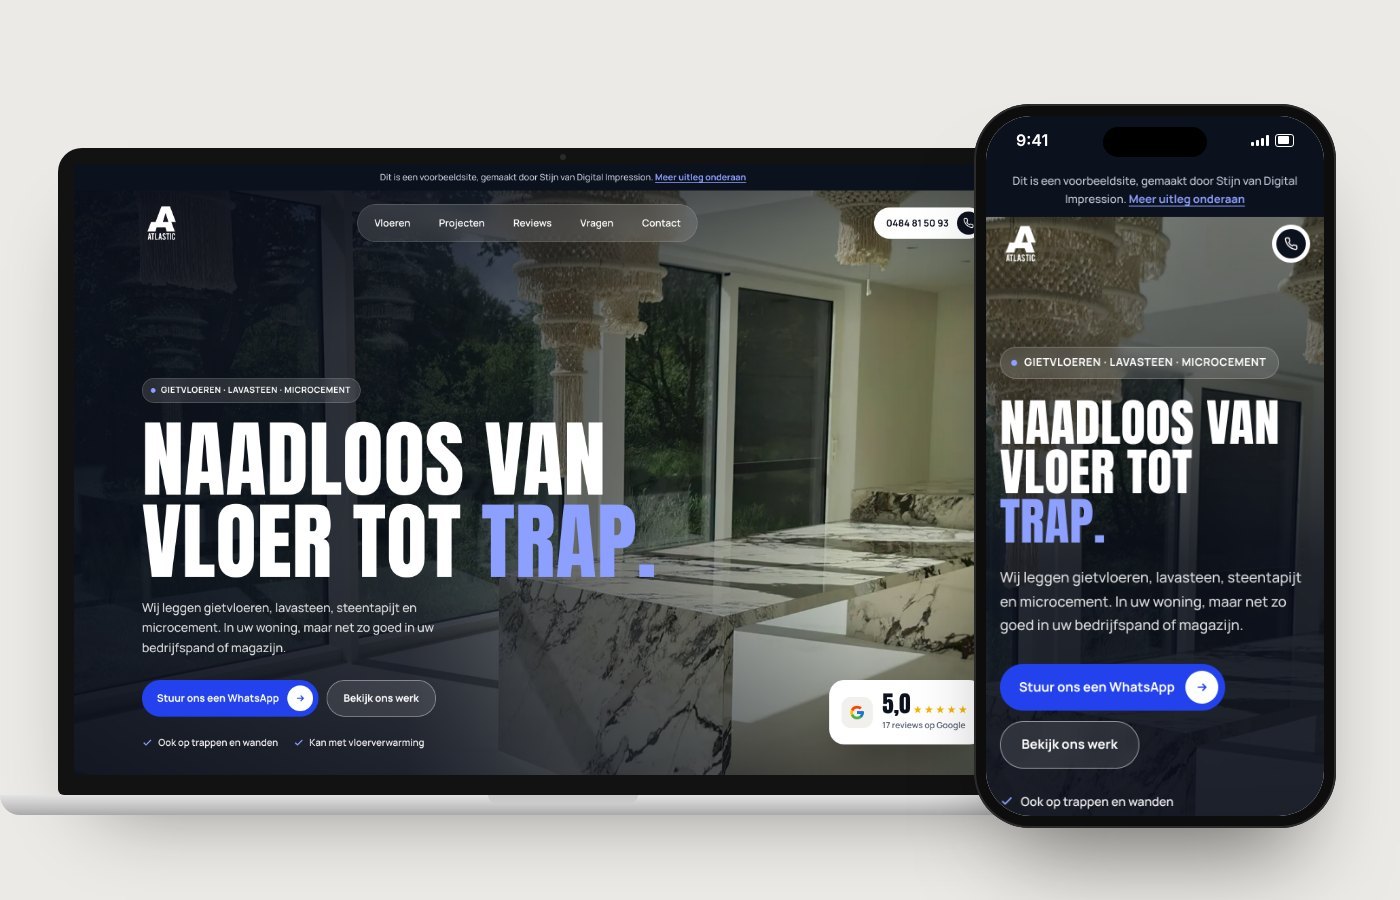 Dit is een voorbeeldsite, gemaakt door Stijn van Digital Impression. Meer uitleg onderaan
ATLASTIC
Vloeren
Projecten
Reviews
Vragen
Contact
0484 81 50 93
GIETVLOEREN · LAVASTEEN · MICROCEMENT
NAADLOOS VAN
VLOER TOT TRAP.
Wij leggen gietvloeren, lavasteen, steentapijt en
microcement. In uw woning, maar net zo goed in uw
bedrijfspand of magazijn.
Stuur ons een WhatsApp
Bekijk ons werk
Ook op trappen en wanden
Kan met vloerverwarming
5,0
17 reviews op Google
9:41
Dit is een voorbeeldsite, gemaakt door Stijn van Digital
Impression. Meer uitleg onderaan
ATLASTIC
GIETVLOEREN · LAVASTEEN · MICROCEMENT
NAADLOOS VAN
VLOER TOT
TRAP.
Wij leggen gietvloeren, lavasteen, steentapijt
en microcement. In uw woning, maar net zo
goed in uw bedrijfspand of magazijn.
Stuur ons een WhatsApp
Bekijk ons werk
Ook op trappen en wanden